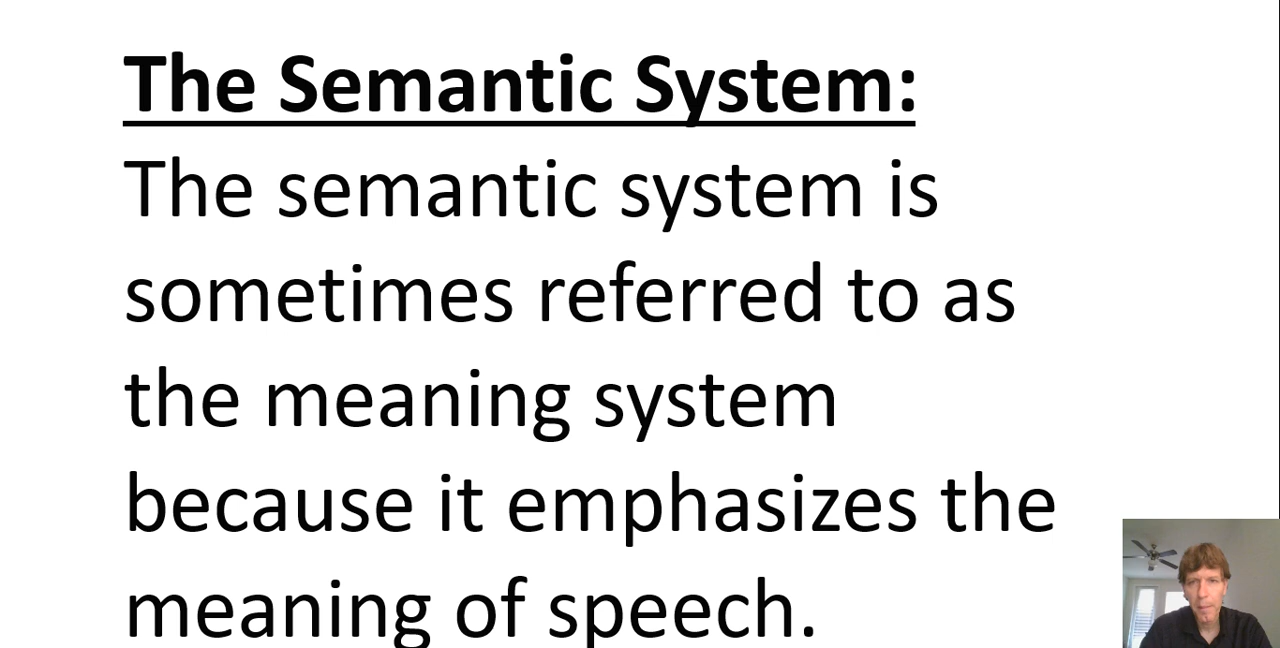 The Semantic System:
The semantic system is
sometimes referred to as
the meaning system
because it emphasizes the
meaning of speech.